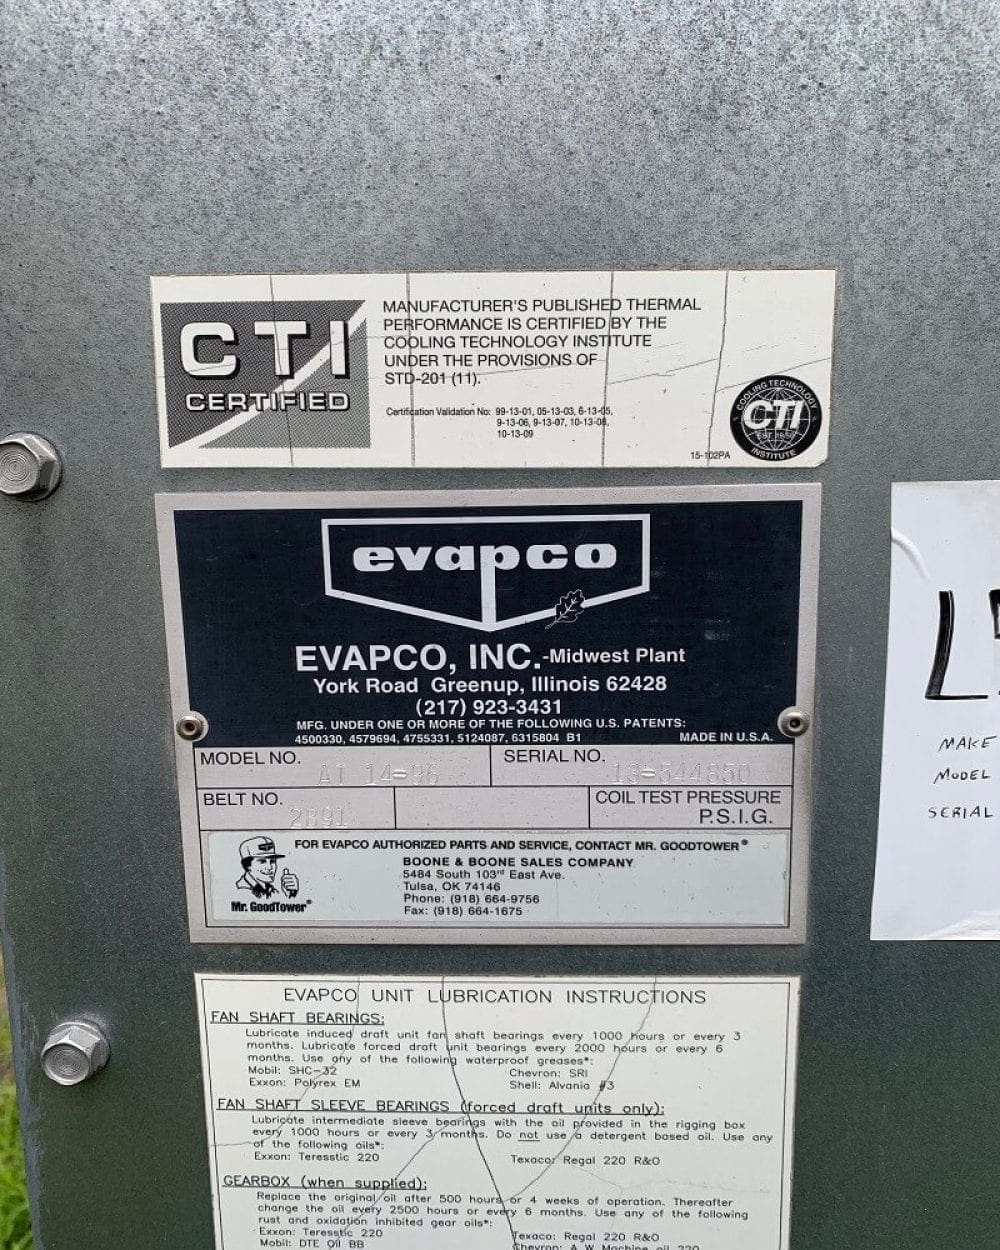 CTI
CERTIFIED
MANUFACTURER'S PUBLISHED THERMAL
PERFORMANCE IS CERTIFIED BY THE
COOLING TECHNOLOGY INSTITUTE
UNDER THE PROVISIONS OF
STD-201 (11).
Certification Validation No: 99-13-01, 05-13-03, 6-13-05,
9-13-06, 9-13-07, 10-13-08,
10-13-09
15-102PA
COOLING TECHNOLOGY
CTI
EST. 1950
INSTITUTE
evapco
EVAPCO, INC.-Midwest Plant
York Road Greenup, Illinois 62428
(217) 923-3431
MFG. UNDER ONE OR MORE OF THE FOLLOWING U.S. PATENTS:
4500330, 4579694, 4755331, 5124087, 6315804 B1 MADE IN U.S.A.
MODEL NO. AT 14-96 SERIAL NO. 13-544850
BELT NO. 2B91 COIL TEST PRESSURE
P.S.I.G.
FOR EVAPCO AUTHORIZED PARTS AND SERVICE, CONTACT MR. GOODTOWER®
BOONE & BOONE SALES COMPANY
5484 South 103rd East Ave.
Tulsa, OK 74146
Phone: (918) 664-9756
Fax: (918) 664-1675
Mr. GoodTower®
MAKE
MODEL
SERIAL
EVAPCO UNIT LUBRICATION INSTRUCTIONS
FAN SHAFT BEARINGS:
Lubricate induced draft unit fan shaft bearings every 1000 hours or every 3
months. Lubricate forced draft unit bearings every 2000 hours or every 6
months. Use any of the following waterproof greases*:
Mobil: SHC-32 Chevron: SRI
Exxon: Polyrex EM Shell: Alvania #3
FAN SHAFT SLEEVE BEARINGS (forced draft units only):
Lubricate intermediate sleeve bearings with the oil provided in the rigging box
every 1000 hours or every 3 months. Do not use a detergent based oil. Use any
of the following oils*:
Exxon: Teresstic 220 Texaco: Regal 220 R&O
GEARBOX (when supplied):
Replace the original oil after 500 hours or 4 weeks of operation. Thereafter
change the oil every 2500 hours or every 6 months. Use any of the following
rust and oxidation inhibited gear oils*:
Exxon: Teresstic 220 Texaco: Regal 220 R&O
Mobil: DTE Oil BB Chevron: A W Machine oil 220